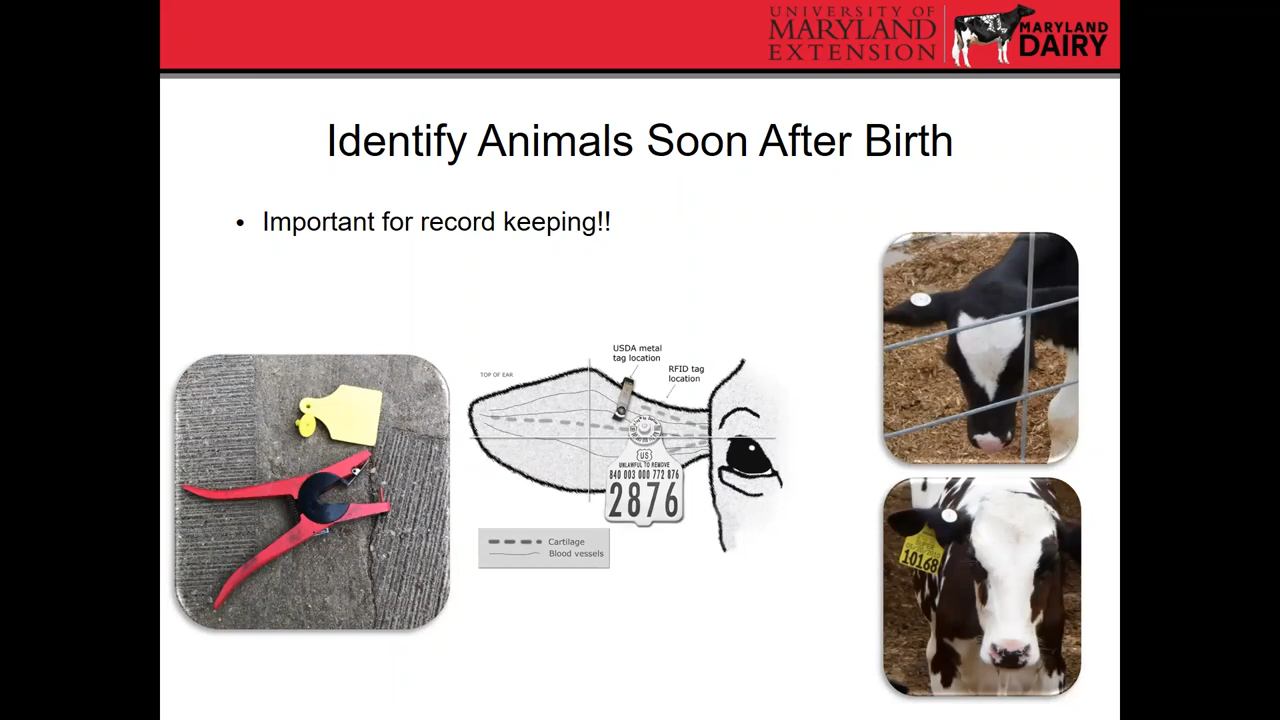 UNIVERSITY OF
MARYLAND
EXTENSION
MARYLAND
DAIRY
Identify Animals Soon After Birth
• Important for record keeping!!
USDA metal
tag location
RFID tag
location
TOP OF EAR
US
UNLAWFUL TO REMOVE
840 003 000 772 876
2876
Cartilage
Blood vessels
10168